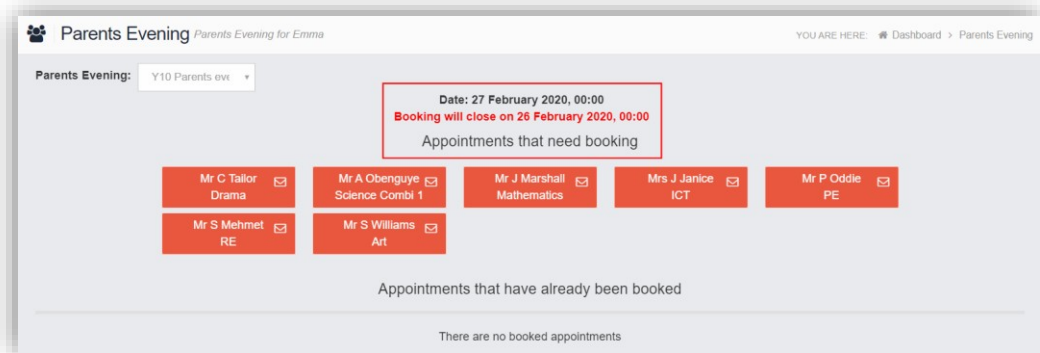 Parents Evening Parents Evening for Emma
YOU ARE HERE: Dashboard > Parents Evening
Parents Evening: Y10 Parents eve
Date: 27 February 2020, 00:00
Booking will close on 26 February 2020, 00:00
Appointments that need booking
Mr C Tailor
Drama
Mr A Obenguye
Science Combi 1
Mr J Marshall
Mathematics
Mrs J Janice
ICT
Mr P Oddie
PE
Mr S Mehmet
RE
Mr S Williams
Art
Appointments that have already been booked
There are no booked appointments